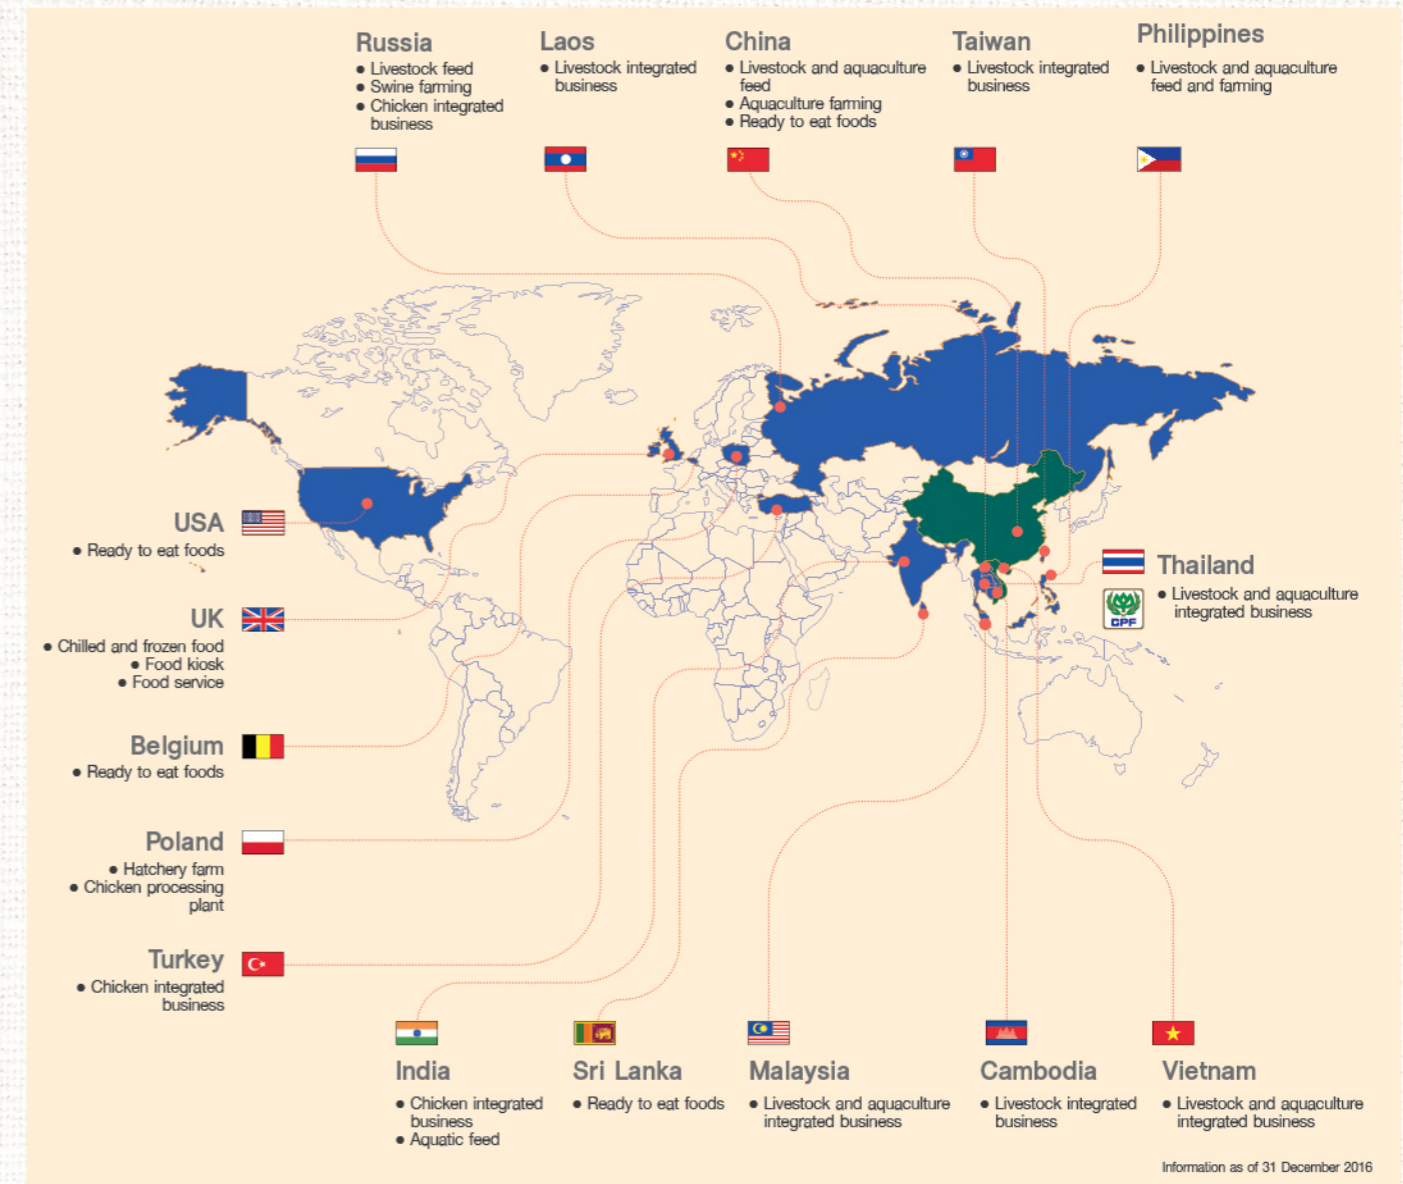 Russia
● Livestock feed
● Swine farming
● Chicken integrated
business
Laos
● Livestock integrated
business
China
● Livestock and aquaculture
feed
● Aquaculture farming
● Ready to eat foods
Taiwan
● Livestock integrated
business
Philippines
● Livestock and aquaculture
feed and farming
USA
● Ready to eat foods
UK
● Chilled and frozen food
● Food kiosk
● Food service
Belgium
● Ready to eat foods
Poland
● Hatchery farm
● Chicken processing
plant
Turkey
● Chicken integrated
business
Thailand
● Livestock and aquaculture
integrated business
CPF
India
● Chicken integrated
business
● Aquatic feed
Sri Lanka
● Ready to eat foods
Malaysia
● Livestock and aquaculture
integrated business
Cambodia
● Livestock integrated
business
Vietnam
● Livestock and aquaculture
integrated business
Information as of 31 December 2016